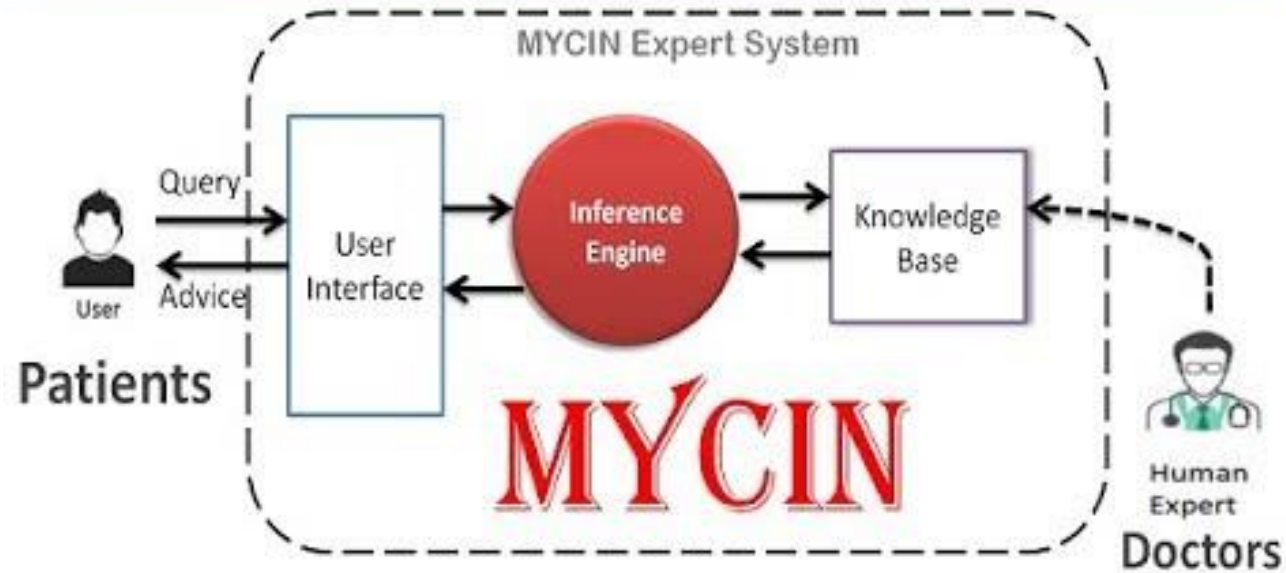 MYCIN Expert System
Query
Advice
User
Patients
User
Interface
Inference
Engine
Knowledge
Base
MYCIN
Human
Expert
Doctors